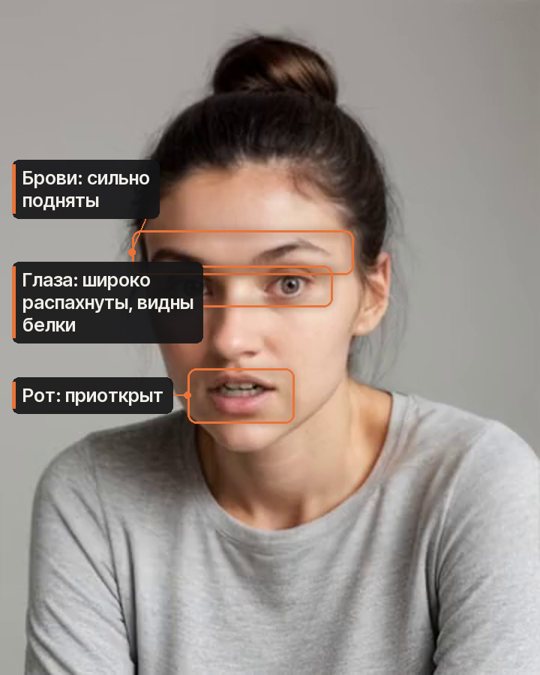 Брови: сильно
подняты
Глаза: широко
распахнуты, видны
белки
Рот: приоткрыт